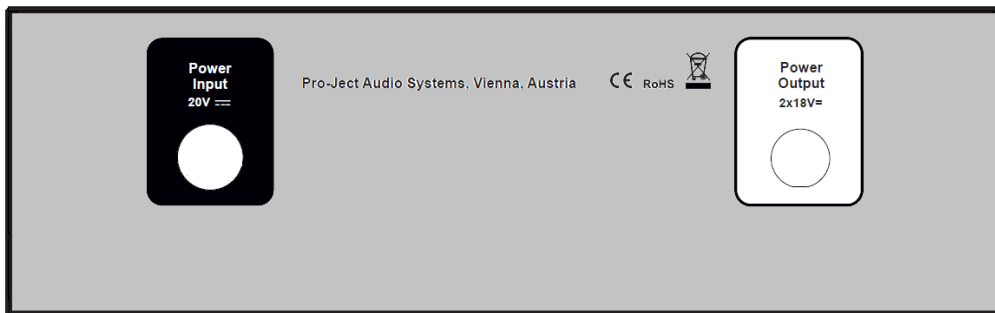 Power
Input
20V ⎓
Pro-Ject Audio Systems, Vienna, Austria
CE RoHS
Power
Output
2x18V=